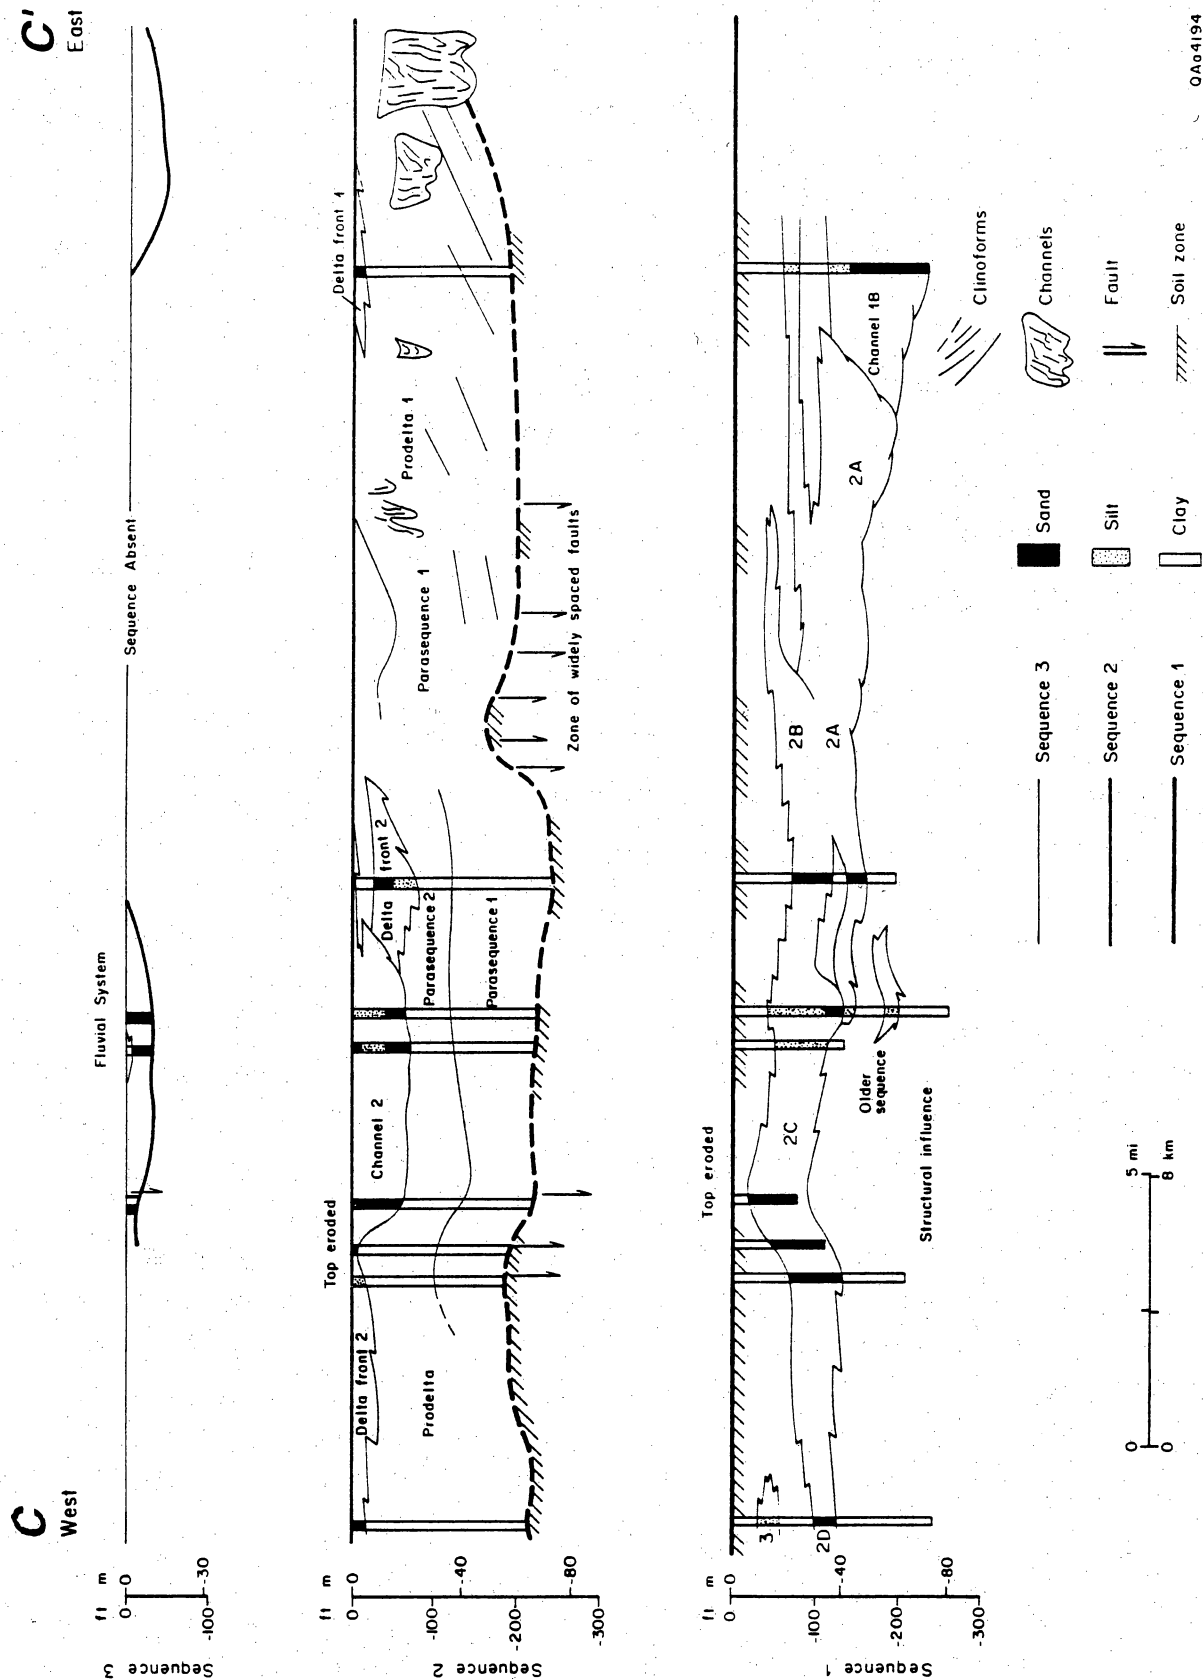 C
West
C'
East
Sequence 3
ft m
0 0
-100 -30
Fluvial System
Sequence Absent
Sequence 2
ft m
0 0
-40
-200
-80
-300
Top eroded
Delta front 2
Prodelta
Channel 2
Delta front 2
Parasequence 2
Parasequence 1
Parasequence 1
Prodelta 1
Delta front 1
Zone of widely spaced faults
Sequence 1
ft m
0 0
-100
-40
-200
-80
-300
Top eroded
3
2D
2C
Older
sequence
Structural influence
2B
2A
2A
Channel 1B
0 5 mi
0 8 km
Sequence 3
Sequence 2
Sequence 1
Sand
Silt
Clay
Clinoforms
Channels
Fault
Soil zone
QAa4194